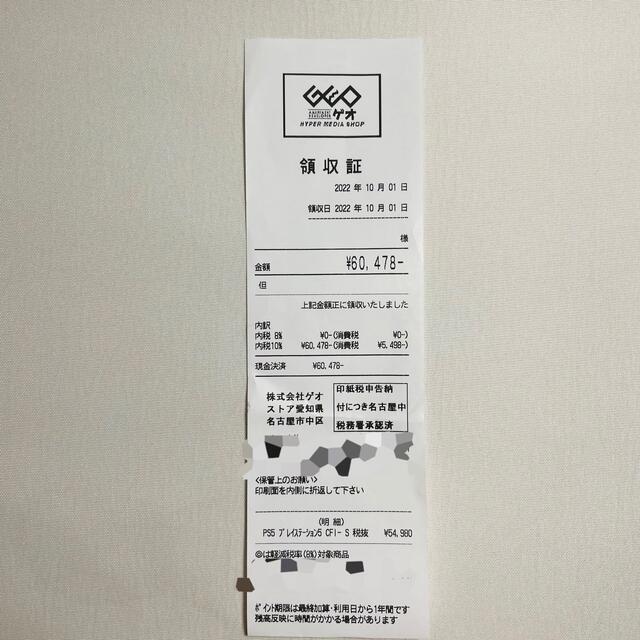 GEO
ゲオ
HYPER MEDIA SHOP
領収証
2022 年 10 月 01 日
領収日 2022 年 10 月 01 日
様
金額 ¥60,478-
但
上記金額正に領収いたしました
内訳
内税 8% ¥0-(消費税 ¥0-)
内税10% ¥60,478-(消費税 ¥5,498-)
現金決済 ¥60,478-
株式会社ゲオ
ストア愛知県
名古屋市中区
印紙税申告納
付につき名古屋中
税務署承認済
<保管上のお願い>
印刷面を内側に折返して下さい
(明 細)
PS5 プレイステーション5 CFI- S 税抜 ¥54,980
◎は軽減税率(8%)対象商品
ポイント期限は最終加算・利用日から1年間です
残高反映に時間がかかる場合があります